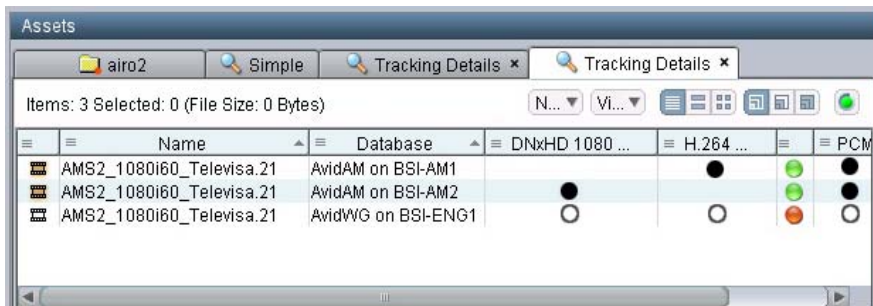 Assets
airo2 Simple Tracking Details × Tracking Details ×
Items: 3 Selected: 0 (File Size: 0 Bytes) N... Vi...
Name Database DNxHD 1080 ... H.264 ... PCM
AMS2_1080i60_Televisa.21 AvidAM on BSI-AM1
AMS2_1080i60_Televisa.21 AvidAM on BSI-AM2
AMS2_1080i60_Televisa.21 AvidWG on BSI-ENG1